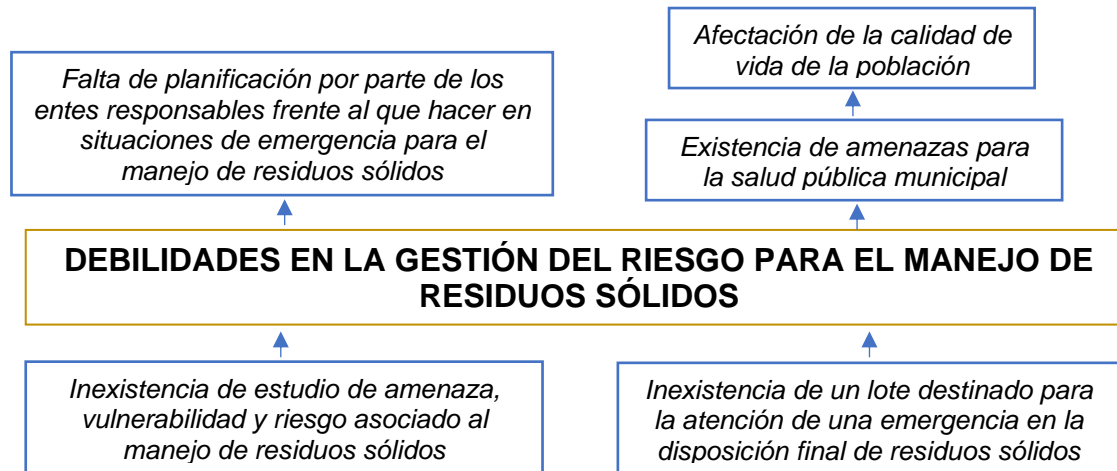 Falta de planificación por parte de los
entes responsables frente al que hacer en
situaciones de emergencia para el
manejo de residuos sólidos
Afectación de la calidad de
vida de la población
Existencia de amenazas para
la salud pública municipal
DEBILIDADES EN LA GESTIÓN DEL RIESGO PARA EL MANEJO DE
RESIDUOS SÓLIDOS
Inexistencia de estudio de amenaza,
vulnerabilidad y riesgo asociado al
manejo de residuos sólidos
Inexistencia de un lote destinado para
la atención de una emergencia en la
disposición final de residuos sólidos